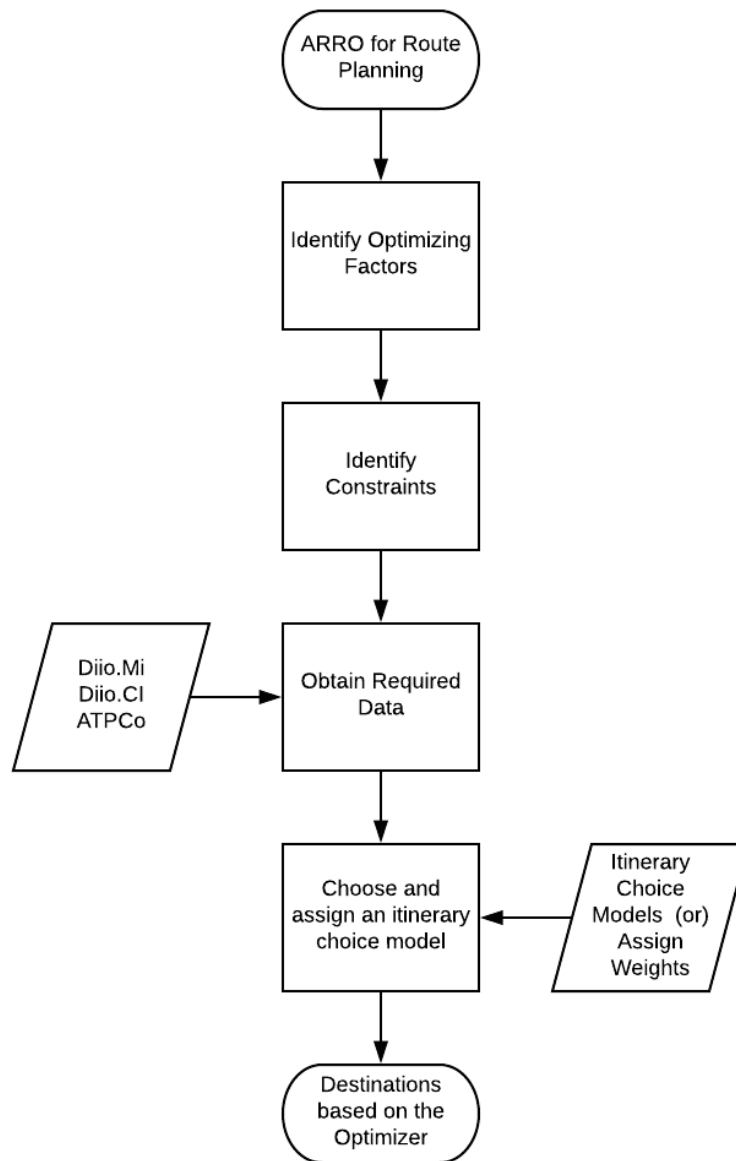 ARRO for Route
Planning
Identify Optimizing
Factors
Identify
Constraints
Diio.Mi
Diio.CI
ATPCo
Obtain Required
Data
Choose and
assign an itinerary
choice model
Itinerary
Choice
Models (or)
Assign
Weights
Destinations
based on the
Optimizer